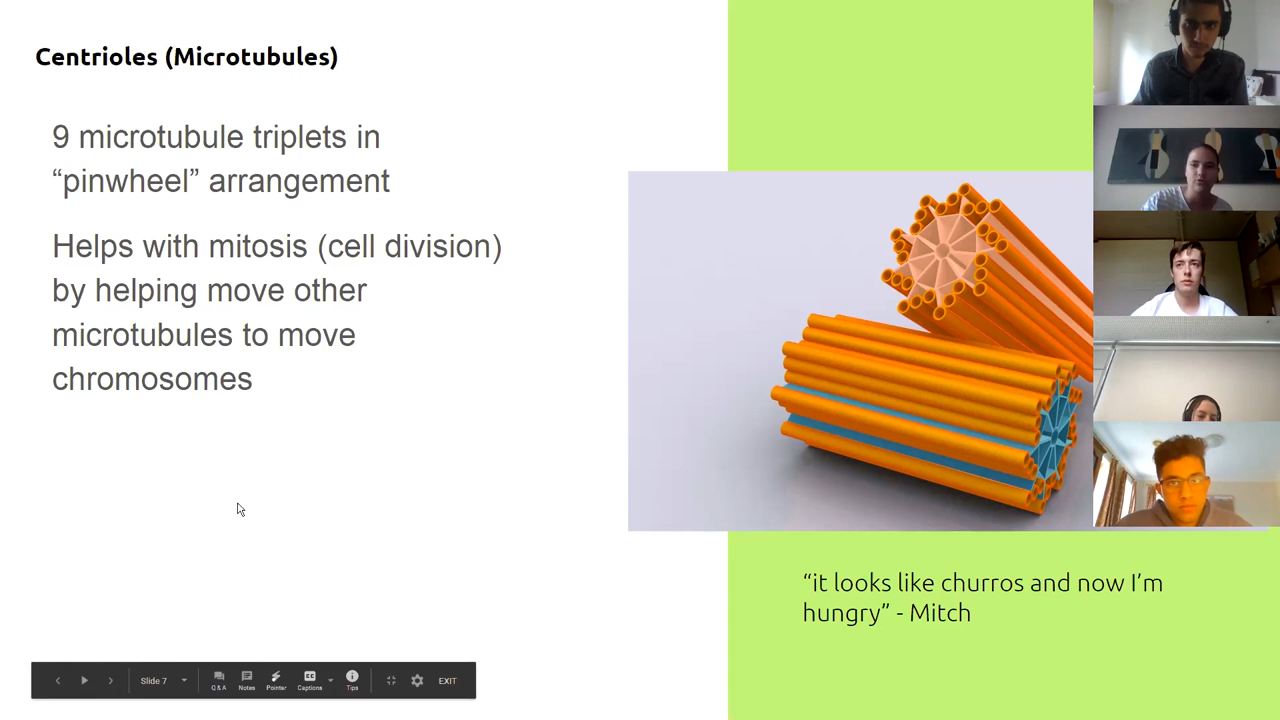 Centrioles (Microtubules)
9 microtubule triplets in
“pinwheel” arrangement
Helps with mitosis (cell division)
by helping move other
microtubules to move
chromosomes
“it looks like churros and now I’m
hungry” - Mitch
Slide 7
Q & A
Notes
Pointer
Captions
Tips
EXIT